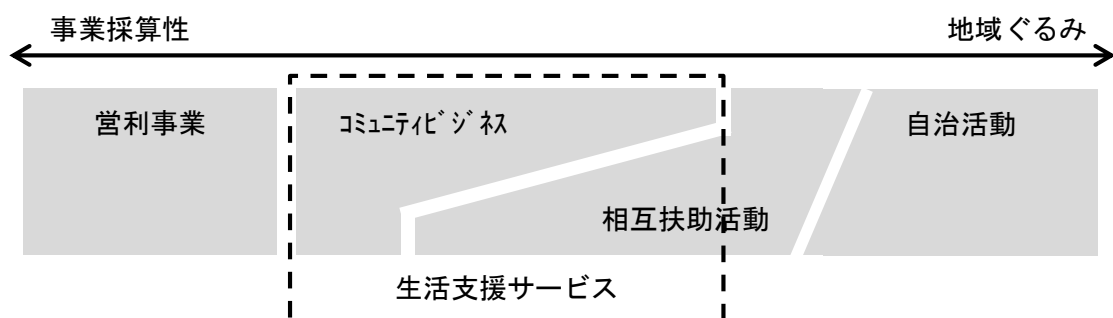 事業採算性 地域ぐるみ
営利事業 ｺﾐｭﾆﾃｨﾋﾞｼﾞﾈｽ 自治活動
相互扶助活動
生活支援サービス